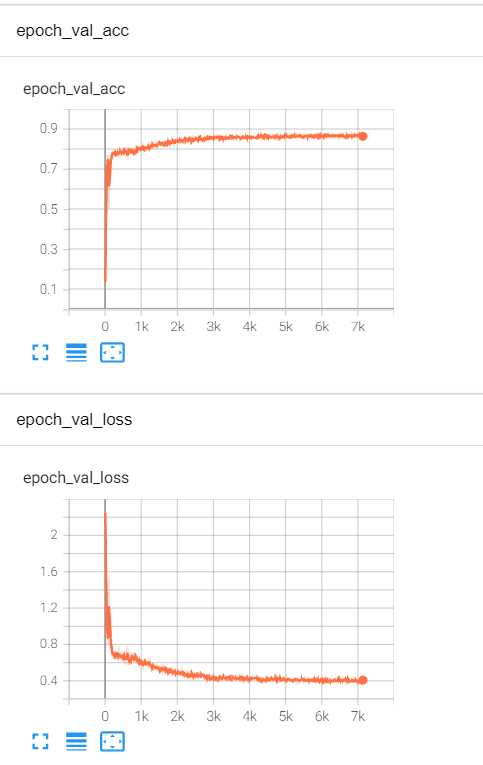 epoch_val_acc
epoch_val_acc
0.9
0.7
0.5
0.3
0.1
0 1k 2k 3k 4k 5k 6k 7k
epoch_val_loss
epoch_val_loss
2
1.6
1.2
0.8
0.4
0 1k 2k 3k 4k 5k 6k 7k